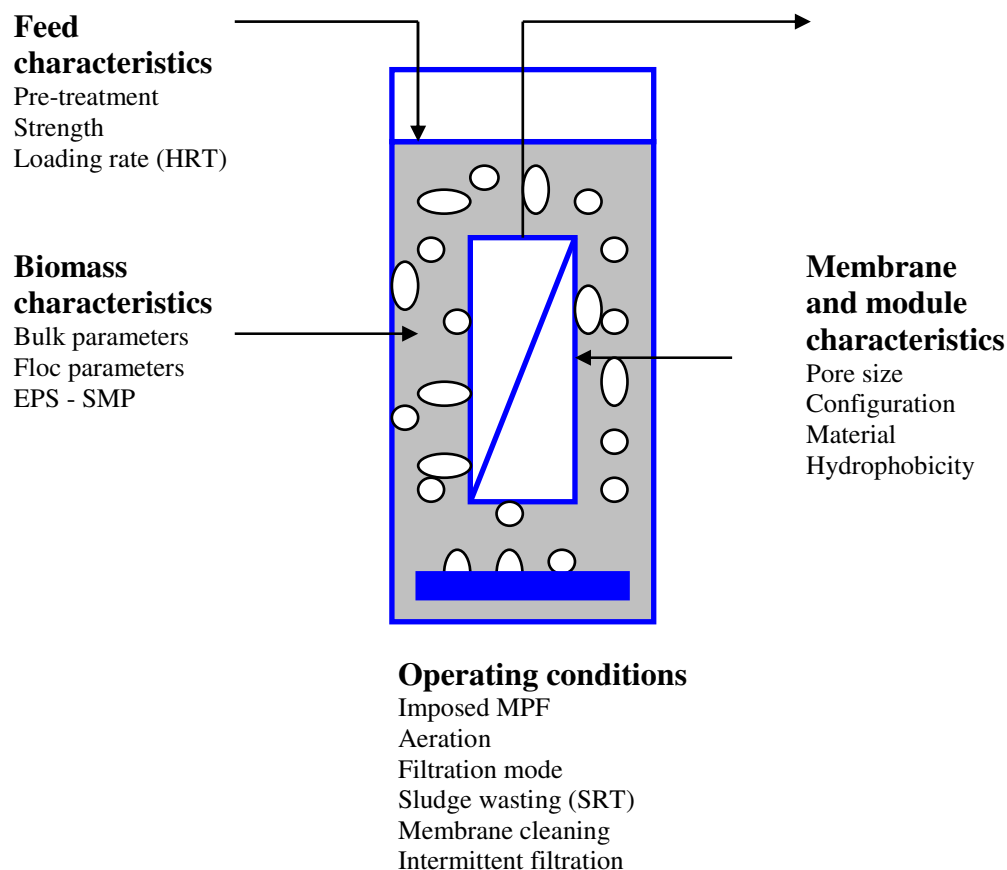 Feed
characteristics
Pre-treatment
Strength
Loading rate (HRT)
Biomass
characteristics
Bulk parameters
Floc parameters
EPS - SMP
Membrane
and module
characteristics
Pore size
Configuration
Material
Hydrophobicity
Operating conditions
Imposed MPF
Aeration
Filtration mode
Sludge wasting (SRT)
Membrane cleaning
Intermittent filtration